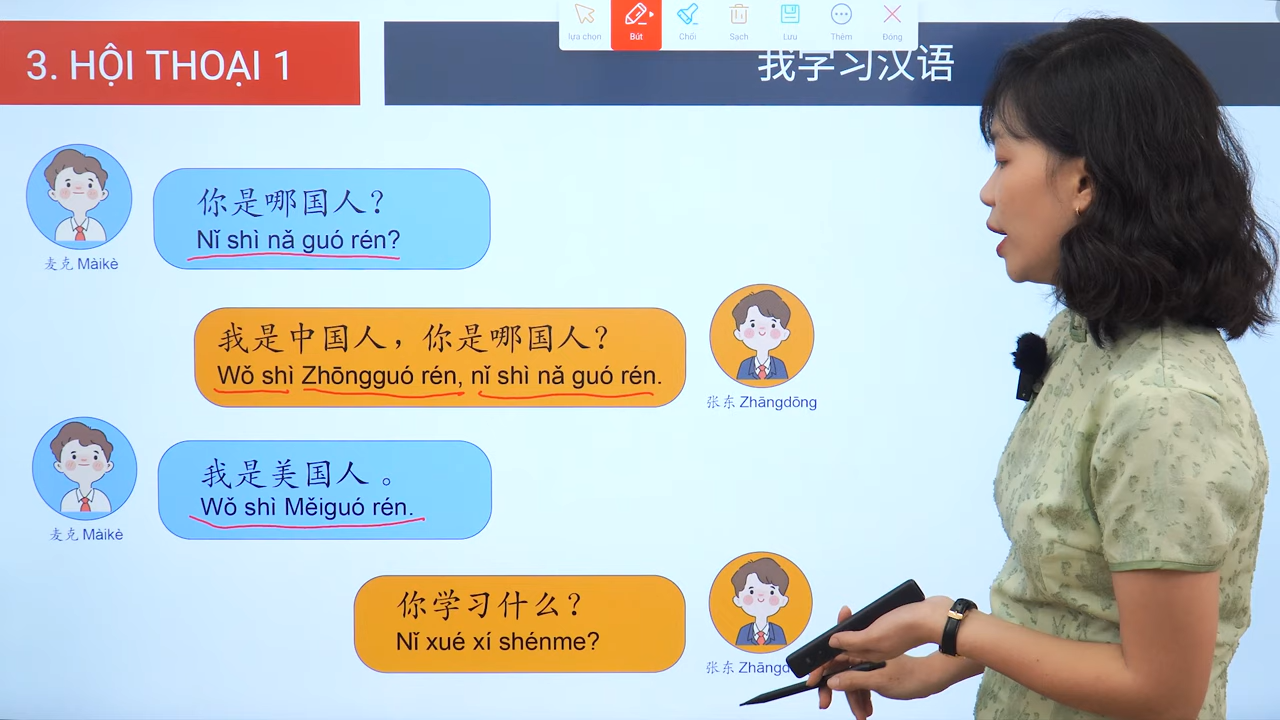 lựa chọn
Bút
Chổi
Sạch
Lưu
Thêm
Đóng
3. HỘI THOẠI 1
我学习汉语
你是哪国人？
Nǐ shì nǎ guó rén?
麦克 Màikè
我是中国人，你是哪国人？
Wǒ shì Zhōngguó rén, nǐ shì nǎ guó rén.
张东 Zhāngdōng
我是美国人。
Wǒ shì Měiguó rén.
麦克 Màikè
你学习什么？
Nǐ xué xí shénme?
张东 Zhāngd